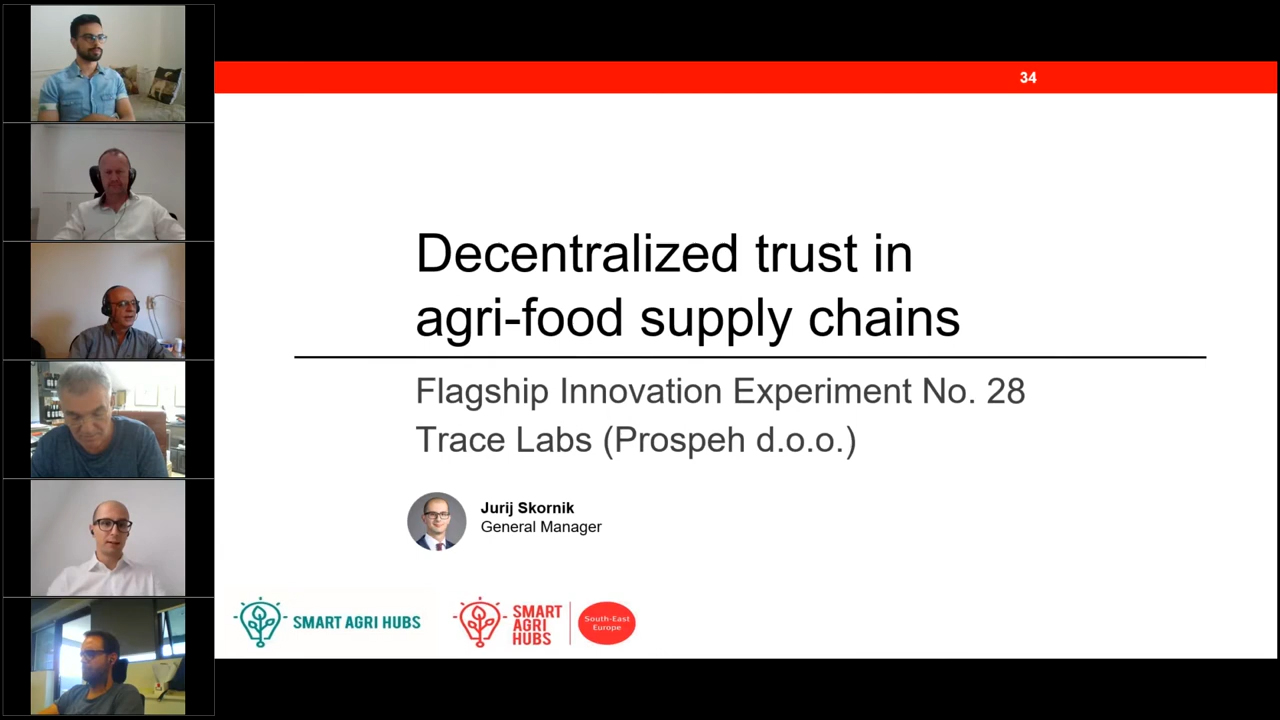 34
Decentralized trust in
agri-food supply chains
Flagship Innovation Experiment No. 28
Trace Labs (Prospeh d.o.o.)
Jurij Skornik
General Manager
SMART AGRI HUBS
SMART
AGRI
HUBS
South-East
Europe